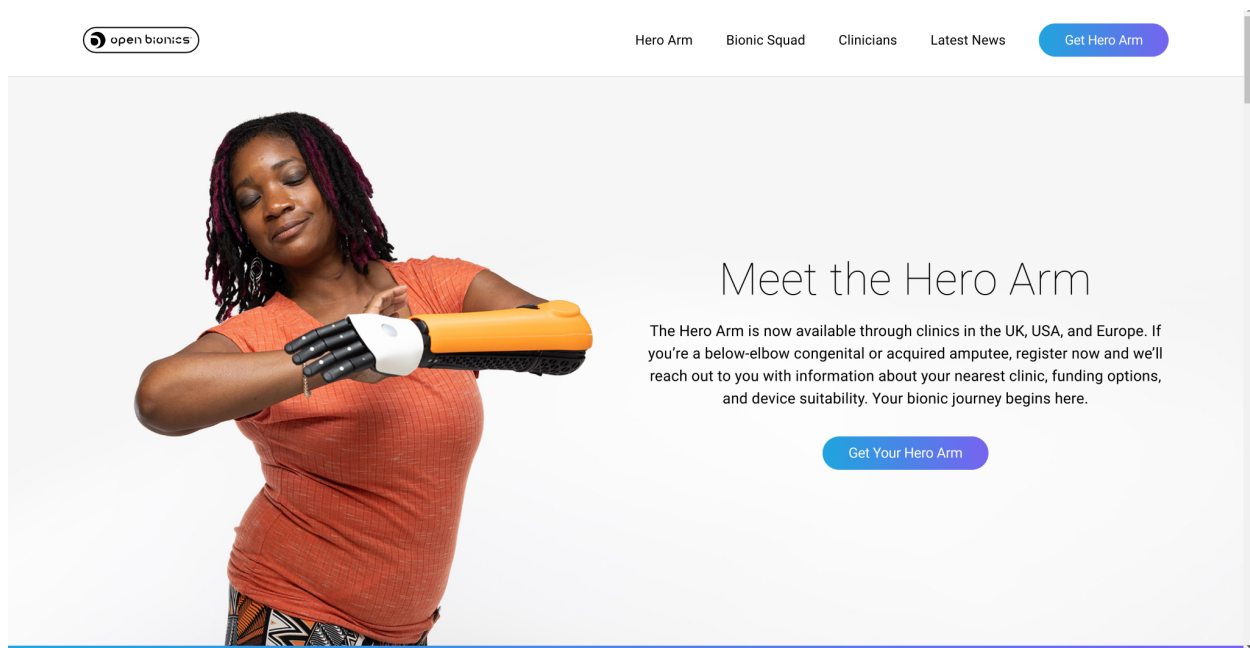 open bionics
Hero Arm
Bionic Squad
Clinicians
Latest News
Get Hero Arm
Meet the Hero Arm
The Hero Arm is now available through clinics in the UK, USA, and Europe. If
you're a below-elbow congenital or acquired amputee, register now and we'll
reach out to you with information about your nearest clinic, funding options,
and device suitability. Your bionic journey begins here.
Get Your Hero Arm